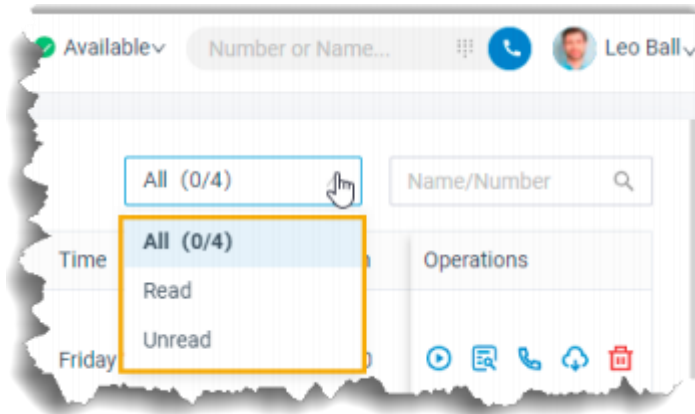 Available
Number or Name...
Leo Ball
All (0/4)
Name/Number
Time
Operations
All (0/4)
Read
Unread
Friday